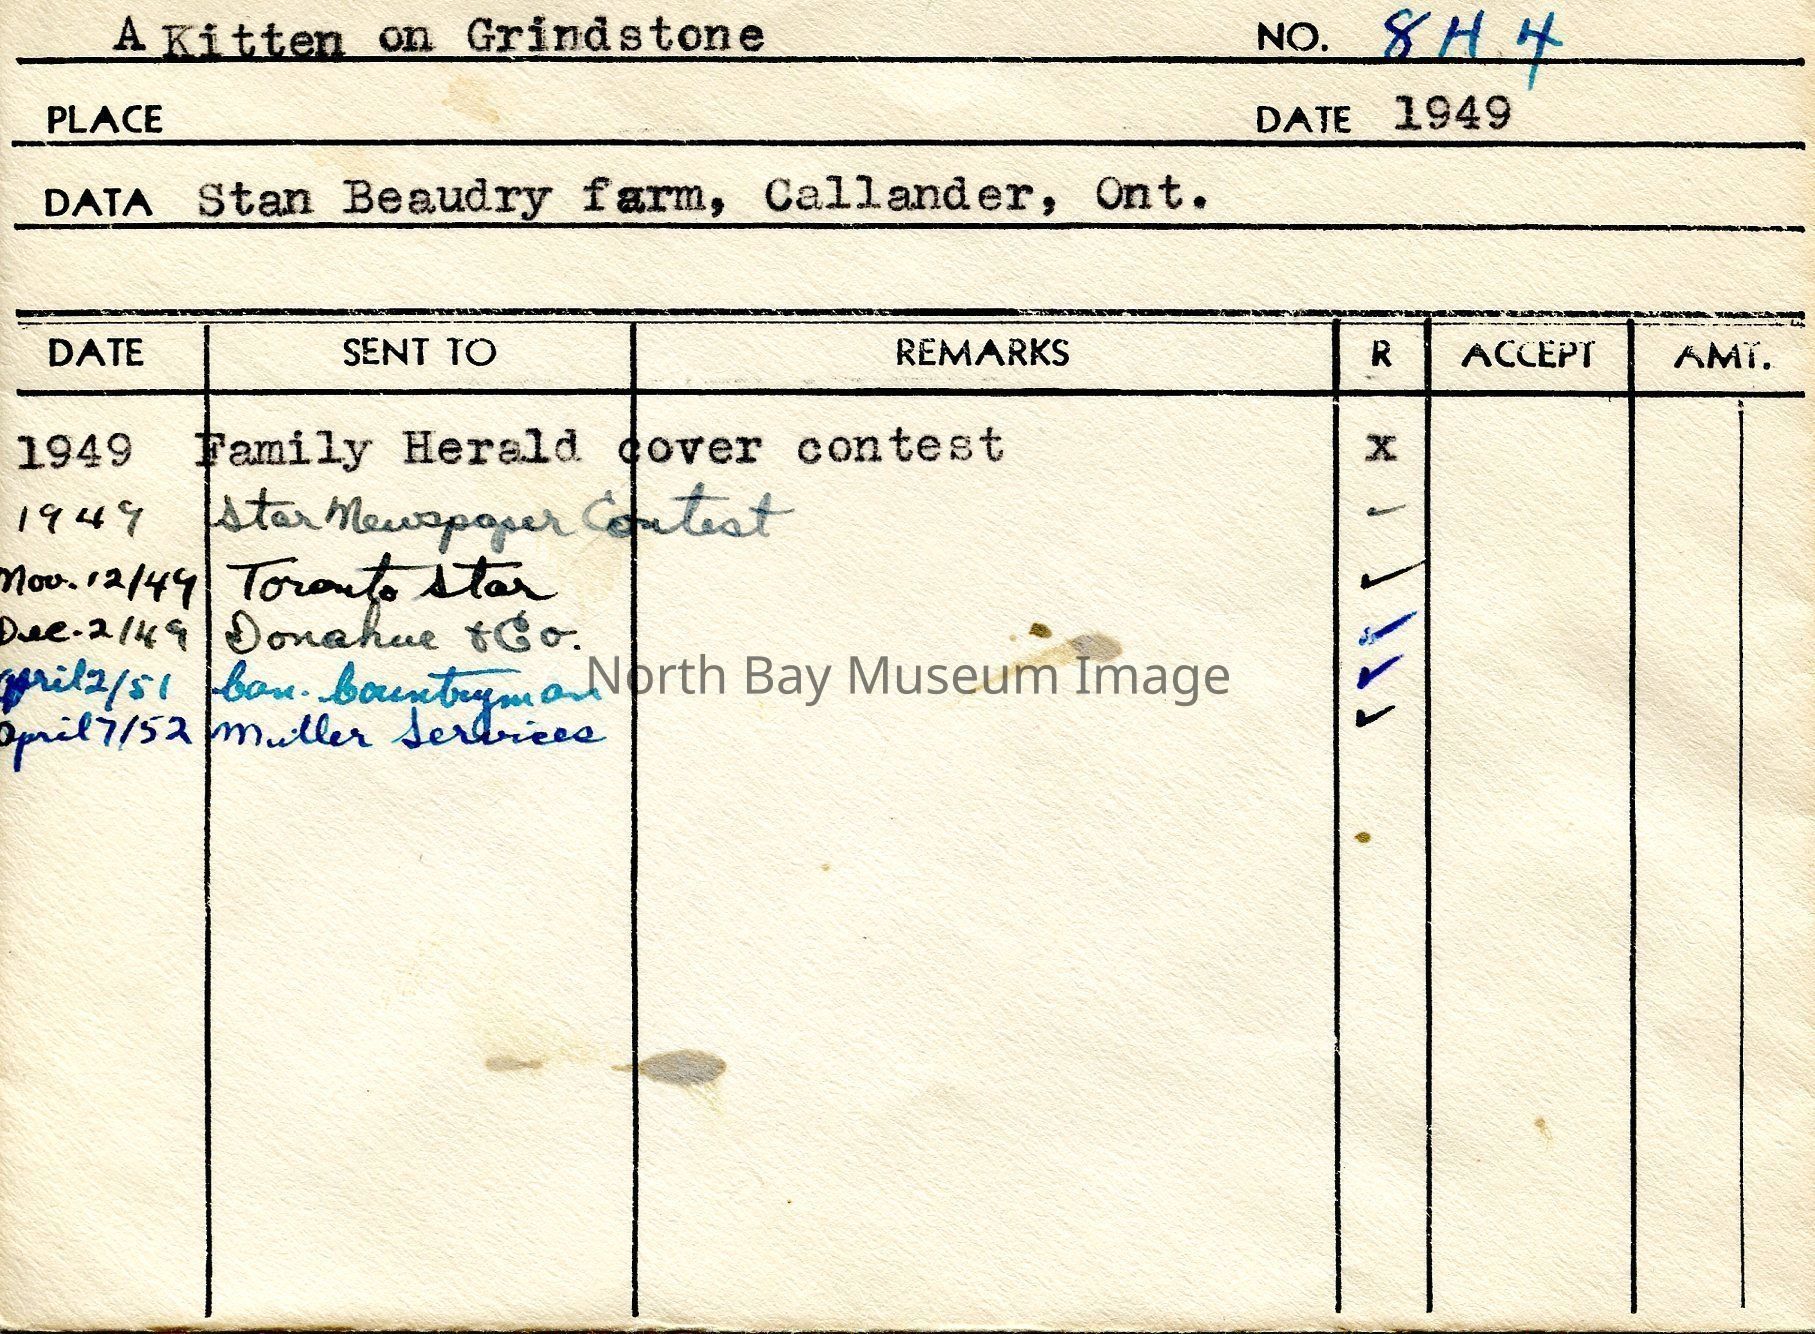 A Kitten on Grindstone NO. 8H4
PLACE DATE 1949
DATA Stan Beaudry farm, Callander, Ont.
DATE SENT TO REMARKS R ACCEPT AMT.
1949 Family Herald cover contest x
1949 Star Newspaper Contest -
Nov. 12/49 Toronto Star ✓
Dec. 2/49 Donahue & Co. ✓
April 2/51 Can. Countryman ✓
North Bay Museum Image
April 7/52 Miller Services ✓